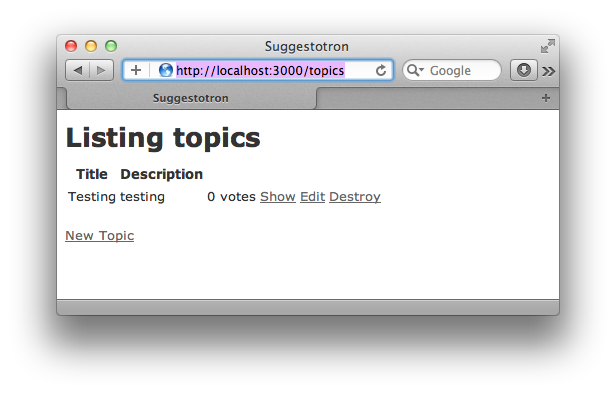 Suggestotron
http://localhost:3000/topics
Google
Suggestotron
Listing topics
Title Description
Testing testing 0 votes Show Edit Destroy
New Topic